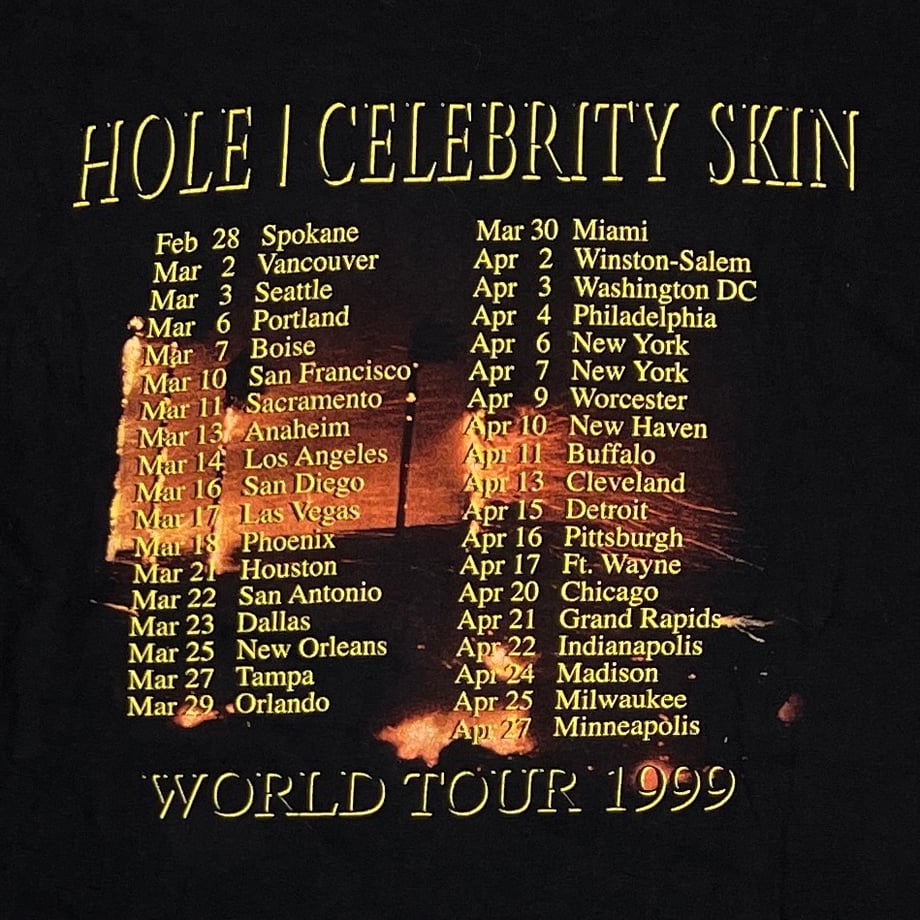 HOLE | CELEBRITY SKIN
Feb 28 Spokane
Mar 2 Vancouver
Mar 3 Seattle
Mar 6 Portland
Mar 7 Boise
Mar 10 San Francisco
Mar 11 Sacramento
Mar 13 Anaheim
Mar 14 Los Angeles
Mar 16 San Diego
Mar 17 Las Vegas
Mar 18 Phoenix
Mar 21 Houston
Mar 22 San Antonio
Mar 23 Dallas
Mar 25 New Orleans
Mar 27 Tampa
Mar 29 Orlando
Mar 30 Miami
Apr 2 Winston-Salem
Apr 3 Washington DC
Apr 4 Philadelphia
Apr 6 New York
Apr 7 New York
Apr 9 Worcester
Apr 10 New Haven
Apr 11 Buffalo
Apr 13 Cleveland
Apr 15 Detroit
Apr 16 Pittsburgh
Apr 17 Ft. Wayne
Apr 20 Chicago
Apr 21 Grand Rapids
Apr 22 Indianapolis
Apr 24 Madison
Apr 25 Milwaukee
Apr 27 Minneapolis
WORLD TOUR 1999